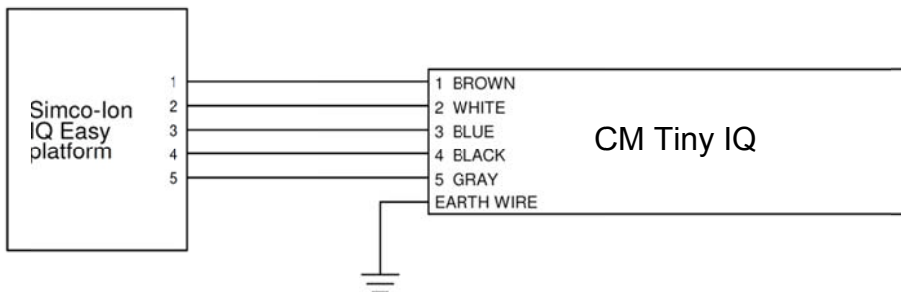 Simco-Ion
IQ Easy
platform
1
2
3
4
5
1 BROWN
2 WHITE
3 BLUE
4 BLACK
5 GRAY
EARTH WIRE
CM Tiny IQ